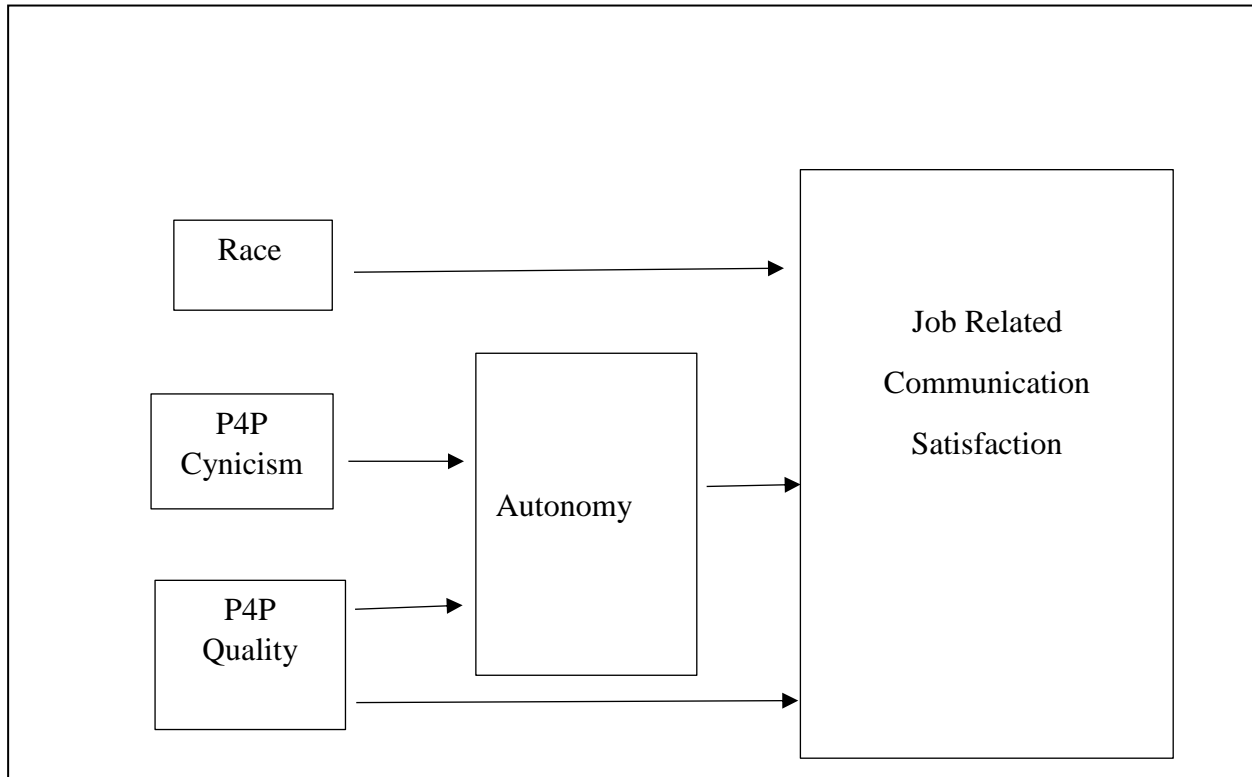 Race
Job Related
Communication
Satisfaction
P4P
Cynicism
Autonomy
P4P
Quality